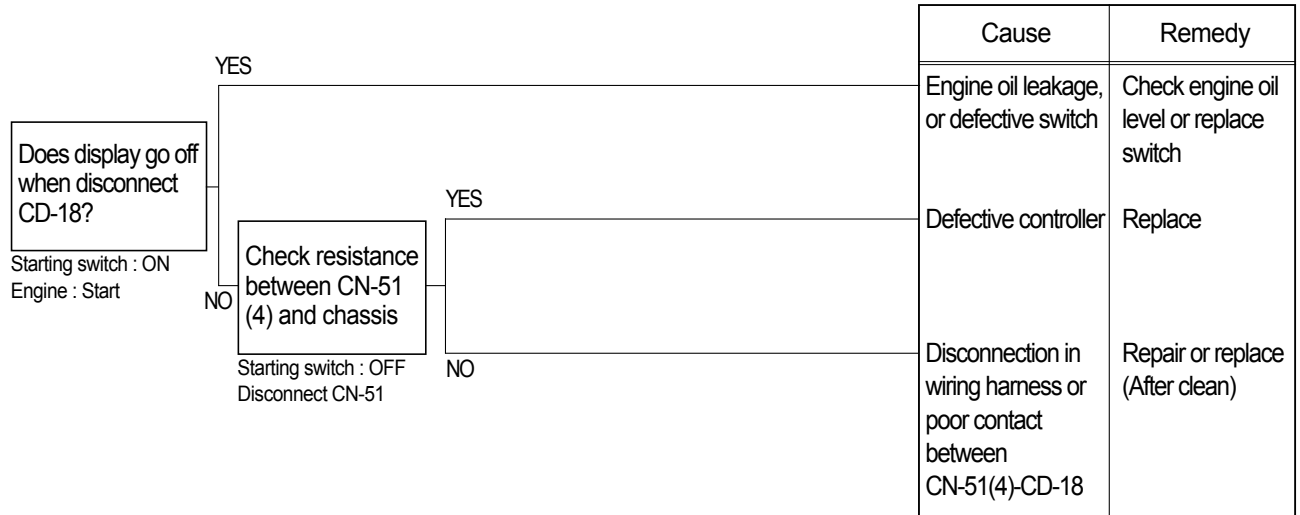 YES
Does display go off
when disconnect
CD-18?
Starting switch : ON
Engine : Start
NO
Check resistance
between CN-51
(4) and chassis
Starting switch : OFF
Disconnect CN-51
YES
NO
Cause
Remedy
Engine oil leakage,
or defective switch
Check engine oil
level or replace
switch
Defective controller
Replace
Disconnection in
wiring harness or
poor contact
between
CN-51(4)-CD-18
Repair or replace
(After clean)